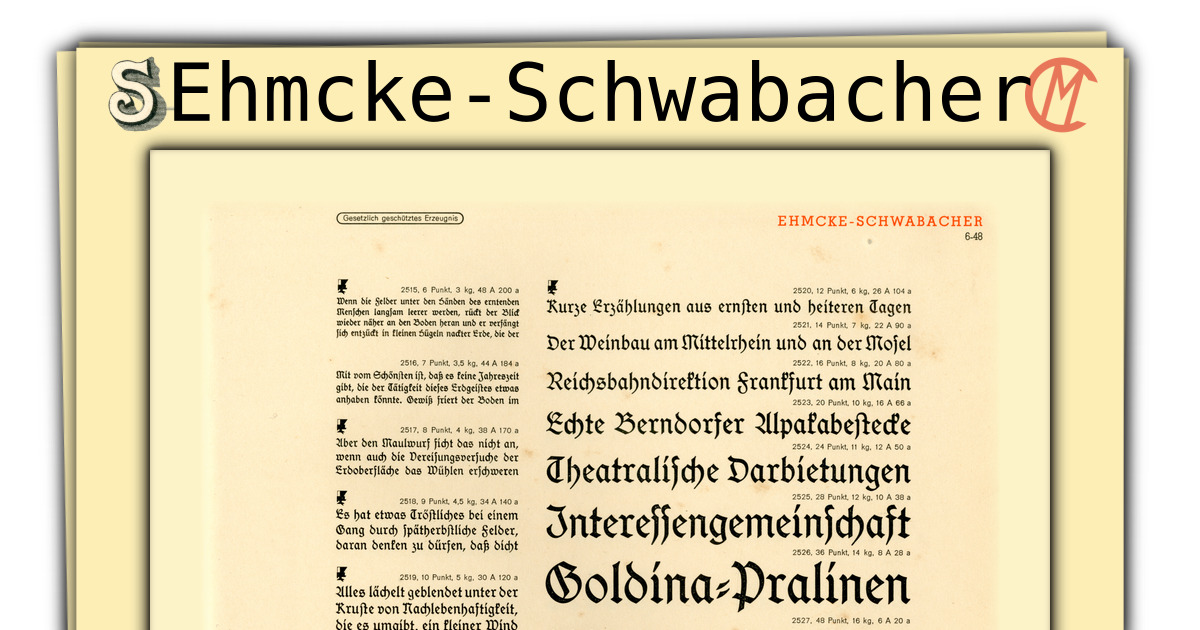 Ehmcke-Schwabacher
Gesetzlich geschütztes Erzeugnis
EHMCKE-SCHWABACHER
6-48
2515, 6 Punkt, 3 kg, 48 A 200 a
Wenn die Felder unter den Händen des erntenden
Menſchen langſam leerer werden, rückt der Blick
wieder näher an den Boden heran und er verfängt
ſich entzückt in kleinen Hügeln nackter Erde, die der
2516, 7 Punkt, 3,5 kg, 44 A 184 a
Mit vom Schönſten iſt, daß es keine Jahreszeit
gibt, die der Tätigkeit dieſes Erdgeiſtes etwas
anhaben könnte. Gewiß friert der Boden im
2517, 8 Punkt, 4 kg, 38 A 170 a
Aber den Maulwurf ficht das nicht an,
wenn auch die Vereiſungsverſuche der
Erdoberfläche das Wühlen erſchweren
2518, 9 Punkt, 4,5 kg, 34 A 140 a
Es hat etwas Tröſtliches bei einem
Gang durch ſpätherbſtliche Felder,
daran denken zu dürfen, daß dicht
2519, 10 Punkt, 5 kg, 30 A 120 a
Alles lächelt geblendet unter der
Kruſte von Nachlebenhaftigkeit,
die es umgibt, ein kleiner Wind
2520, 12 Punkt, 6 kg, 26 A 104 a
Kurze Erzählungen aus ernſten und heiteren Tagen
2521, 14 Punkt, 7 kg, 22 A 90 a
Der Weinbau am Mittelrhein und an der Moſel
2522, 16 Punkt, 8 kg, 20 A 80 a
Reichsbahndirektion Frankfurt am Main
2523, 20 Punkt, 10 kg, 16 A 66 a
Echte Berndorfer Alpakabeſtecke
2524, 24 Punkt, 11 kg, 12 A 50 a
Theatraliſche Darbietungen
2525, 28 Punkt, 12 kg, 10 A 38 a
Intereſſengemeinſchaft
2526, 36 Punkt, 14 kg, 8 A 28 a
Goldina-Pralinen
2527, 48 Punkt, 16 kg, 6 A 20 a